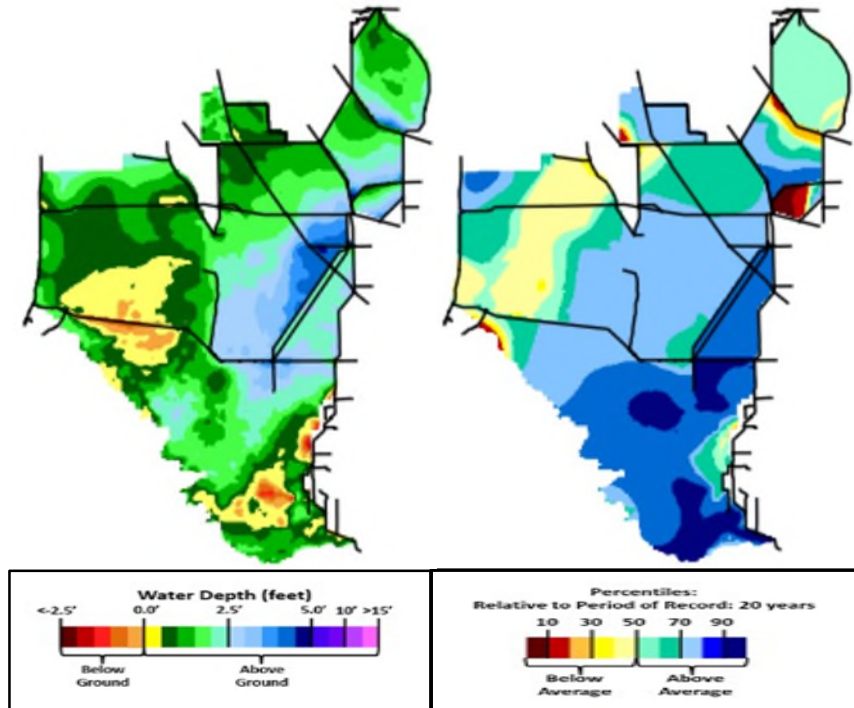 Water Depth (feet)
<-2.5' 0.0' 2.5' 5.0' 10' >15'
Below
Ground
Above
Ground
Percentiles:
Relative to Period of Record: 20 years
10 30 50 70 90
Below
Average
Above
Average